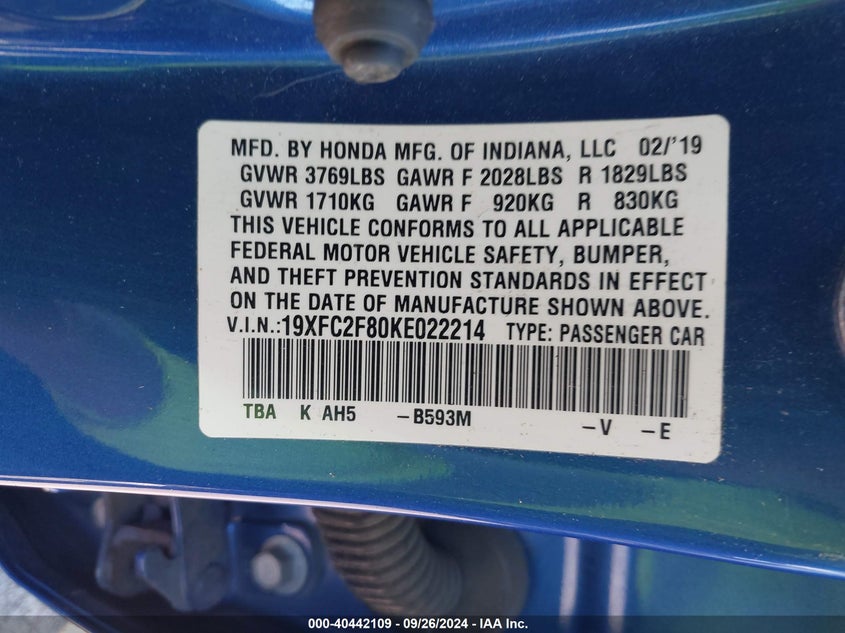 MFD. BY HONDA MFG. OF INDIANA, LLC 02/'19
GVWR 3769LBS GAWR F 2028LBS R 1829LBS
GVWR 1710KG GAWR F 920KG R 830KG
THIS VEHICLE CONFORMS TO ALL APPLICABLE
FEDERAL MOTOR VEHICLE SAFETY, BUMPER,
AND THEFT PREVENTION STANDARDS IN EFFECT
ON THE DATE OF MANUFACTURE SHOWN ABOVE.
V.I.N.:19XFC2F80KE022214 TYPE: PASSENGER CAR
TBA K AH5 –B593M –V –E
000-40442109 - 09/26/2024 - IAA Inc.